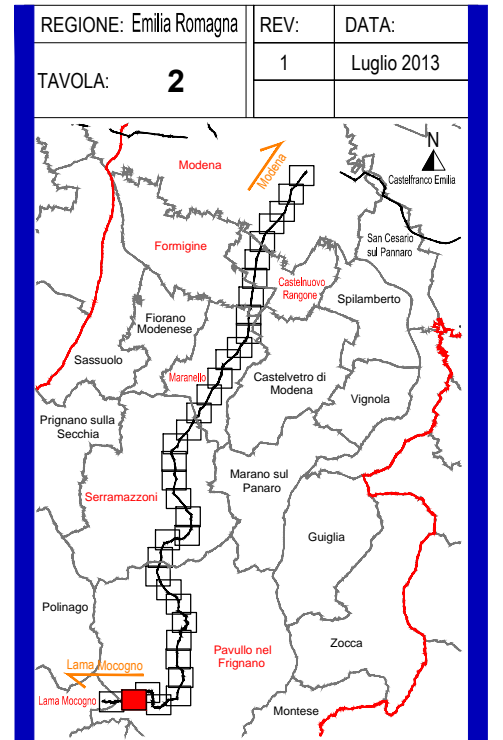 REGIONE: Emilia Romagna
REV:
DATA:
TAVOLA: 2
1
Luglio 2013
N
Modena
Modena
Castelfranco Emilia
Formigine
San Cesario
sul Pannaro
Castelnuovo
Rangone
Spilamberto
Fiorano
Modenese
Sassuolo
Maranello
Castelvetro di
Modena
Vignola
Prignano sulla
Secchia
Marano sul
Panaro
Serramazzoni
Guiglia
Polinago
Pavullo nel
Frignano
Zocca
Lama Mocogno
Lama Mocogno
Montese